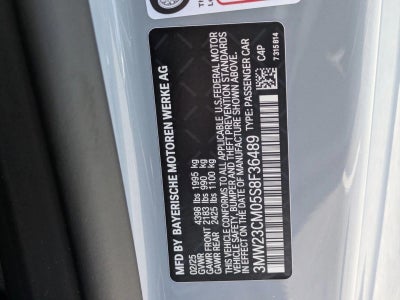 MFD BY BAYERISCHE MOTOREN WERKE AG
02/25
GVWR 4398 lbs 1995 kg
GAWR FRONT 2183 lbs 990 kg
GAWR REAR 2425 lbs 1100 kg
THIS VEHICLE CONFORMS TO ALL APPLICABLE U.S. FEDERAL MOTOR
VEHICLE SAFETY, BUMPER AND THEFT PREVENTION STANDARDS
IN EFFECT ON THE DATE OF MANUFACTURE SHOWN ABOVE.
3MW23CM05S8F36489 TYPE: PASSENGER CAR
C4P
7315814